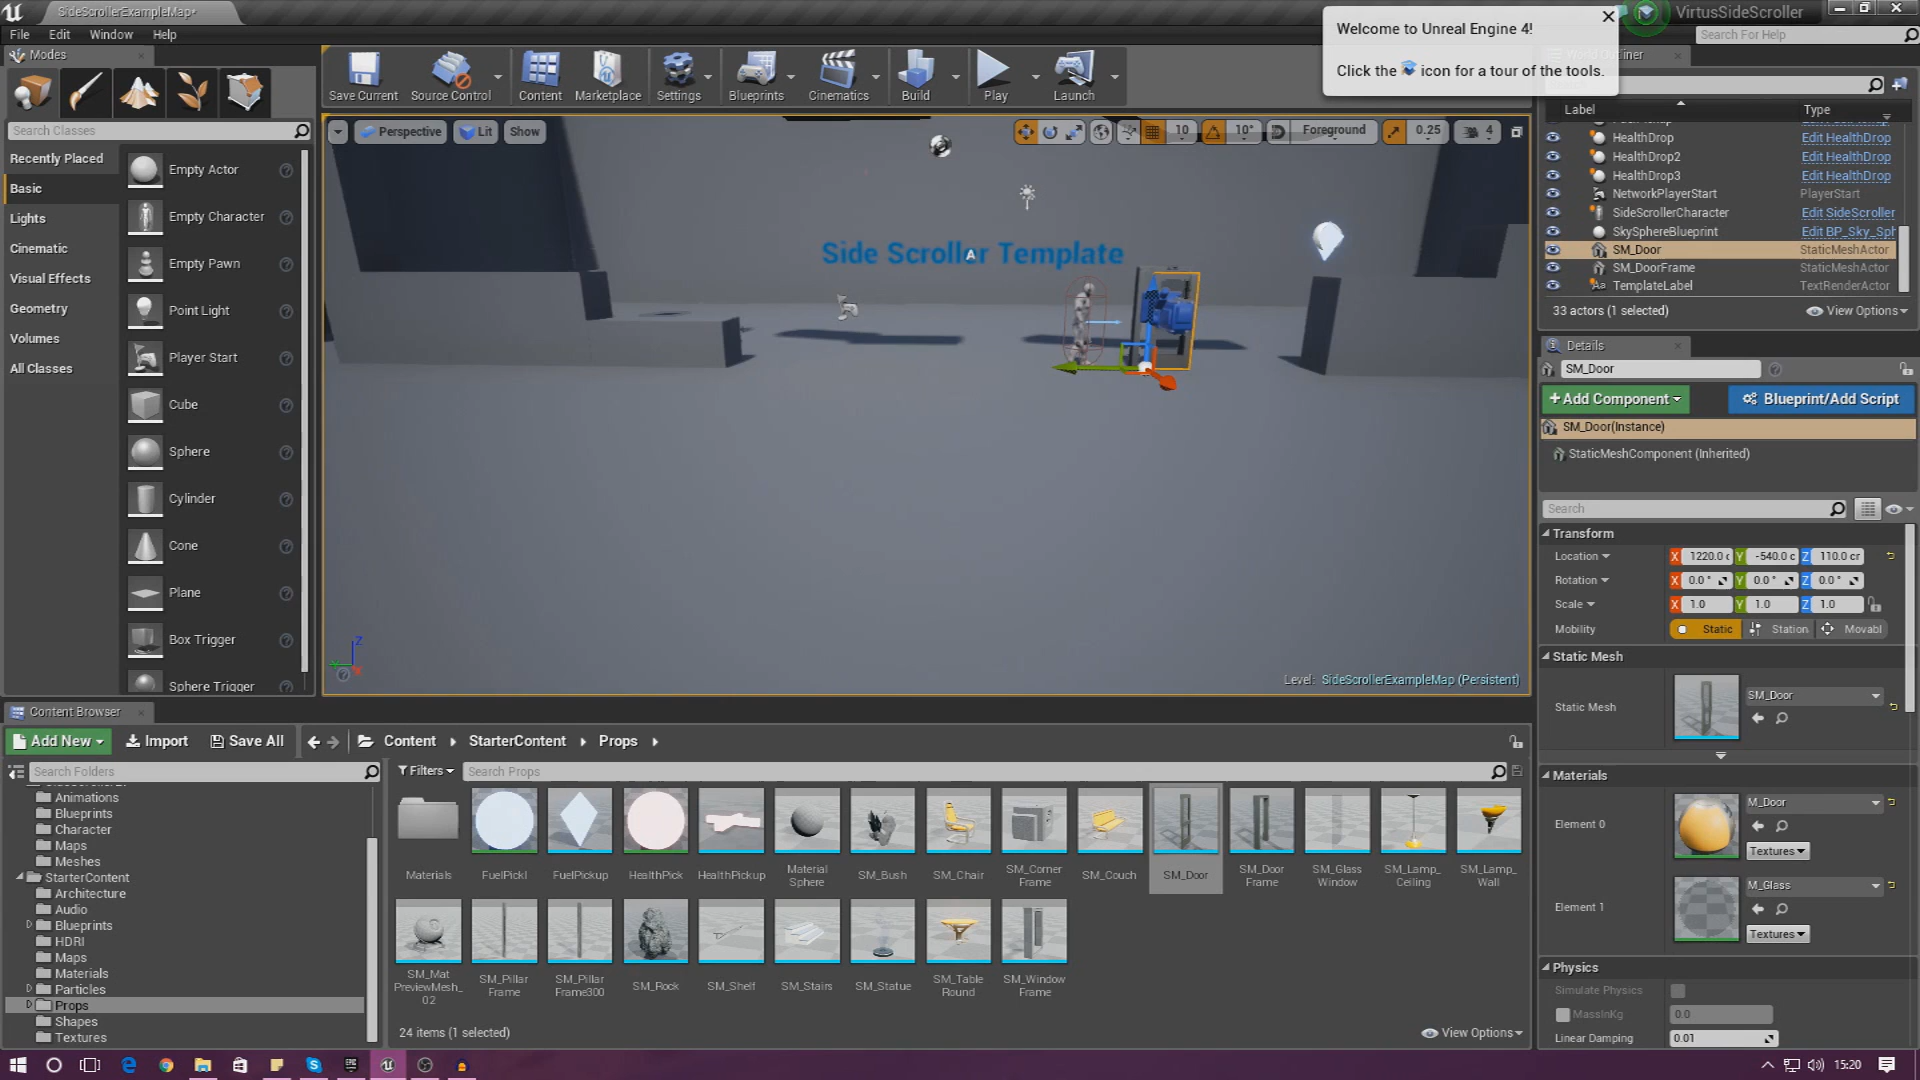 SideScrollerExampleMap*
VirtusSideScroller
File Edit Window Help
Search For Help
Welcome to Unreal Engine 4!
Click the icon for a tour of the tools.
Modes
World Outliner
Save Current
Source Control
Content
Marketplace
Settings
Blueprints
Cinematics
Build
Play
Launch
Search Classes
Recently Placed
Basic
Lights
Cinematic
Visual Effects
Geometry
Volumes
All Classes
Empty Actor
Empty Character
Empty Pawn
Point Light
Player Start
Cube
Sphere
Cylinder
Cone
Plane
Box Trigger
Sphere Trigger
Perspective Lit Show
10 10° Foreground 0.25 4
Side Scroller Template
A
Z
Level: SideScrollerExampleMap (Persistent)
Label Type
HealthDrop Edit HealthDrop
HealthDrop2 Edit HealthDrop
HealthDrop3 Edit HealthDrop
NetworkPlayerStart PlayerStart
SideScrollerCharacter Edit SideScroller
SkySphereBlueprint Edit BP_Sky_Sph
SM_Door StaticMeshActor
SM_DoorFrame StaticMeshActor
TemplateLabel TextRenderActor
33 actors (1 selected) View Options
Details
SM_Door
+Add Component Blueprint/Add Script
SM_Door(Instance)
StaticMeshComponent (Inherited)
Search
Transform
Location X 1220.0 c Y -540.0 c Z 110.0 cr
Rotation X 0.0° Y 0.0° Z 0.0°
Scale X 1.0 Y 1.0 Z 1.0
Mobility Static Station Movabl
Static Mesh
Static Mesh SM_Door
Materials
Element 0 M_Door
Textures
Element 1 M_Glass
Textures
Physics
Simulate Physics
MassInKg 0.0
Linear Damping 0.01
Content Browser
Add New Import Save All Content StarterContent Props
Search Folders
Filters Search Props
Animations
Blueprints
Character
Maps
Meshes
StarterContent
Architecture
Audio
Blueprints
HDRI
Maps
Materials
Particles
Props
Shapes
Textures
Materials
FuelPickI
FuelPickup
HealthPick
HealthPickup
Material
Sphere
SM_Bush
SM_Chair
SM_Corner
Frame
SM_Couch
SM_Door
SM_Door
Frame
SM_Glass
Window
SM_Lamp_
Ceiling
SM_Lamp_
Wall
SM_Mat
PreviewMesh_
02
SM_Pillar
Frame
SM_Pillar
Frame300
SM_Rock
SM_Shelf
SM_Stairs
SM_Statue
SM_Table
Round
SM_Window
Frame
24 items (1 selected)
View Options
15:20